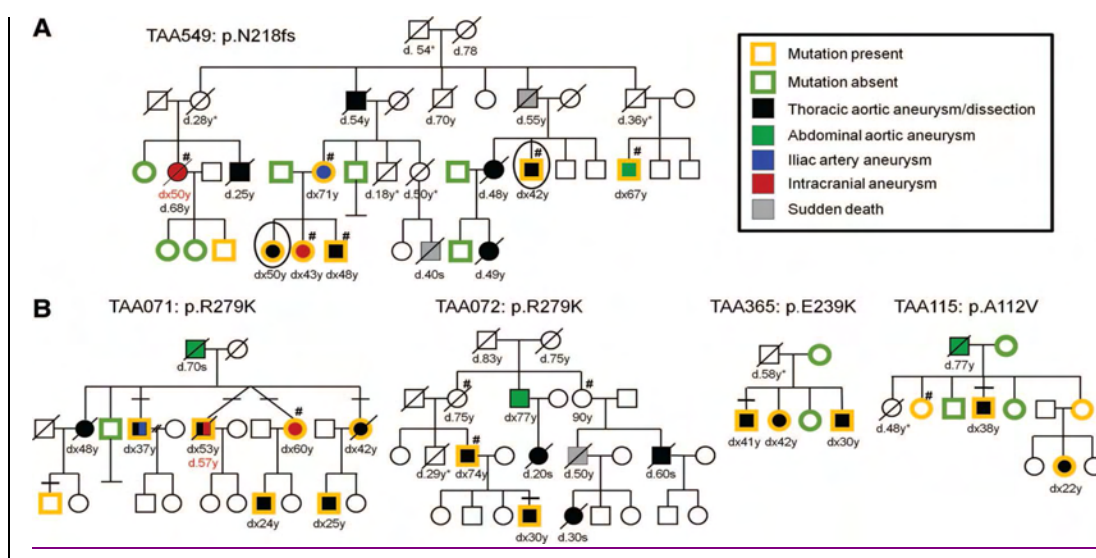 A
TAA549: p.N218fs
d. 54* d.78
d.28y* d.54y d.70y d.55y d.36y*
# # # #
dx50y d.25y dx71y d.18y* d.50y* d.48y dx42y dx67y
d.68y
# #
dx50y dx43y dx48y d.40s d.49y
Mutation present
Mutation absent
Thoracic aortic aneurysm/dissection
Abdominal aortic aneurysm
Iliac artery aneurysm
Intracranial aneurysm
Sudden death
B
TAA071: p.R279K
d.70s
#
dx48y dx37y dx53y dx60y dx42y
d.57y
dx24y dx25y
TAA072: p.R279K
d.83y d.75y
# #
d.75y dx77y 90y
#
d.29y* dx74y d.20s d.50y d.60s
dx30y d.30s
TAA365: p.E239K
d.58y*
dx41y dx42y dx30y
TAA115: p.A112V
d.77y
# #
d.48y* dx38y
dx22y